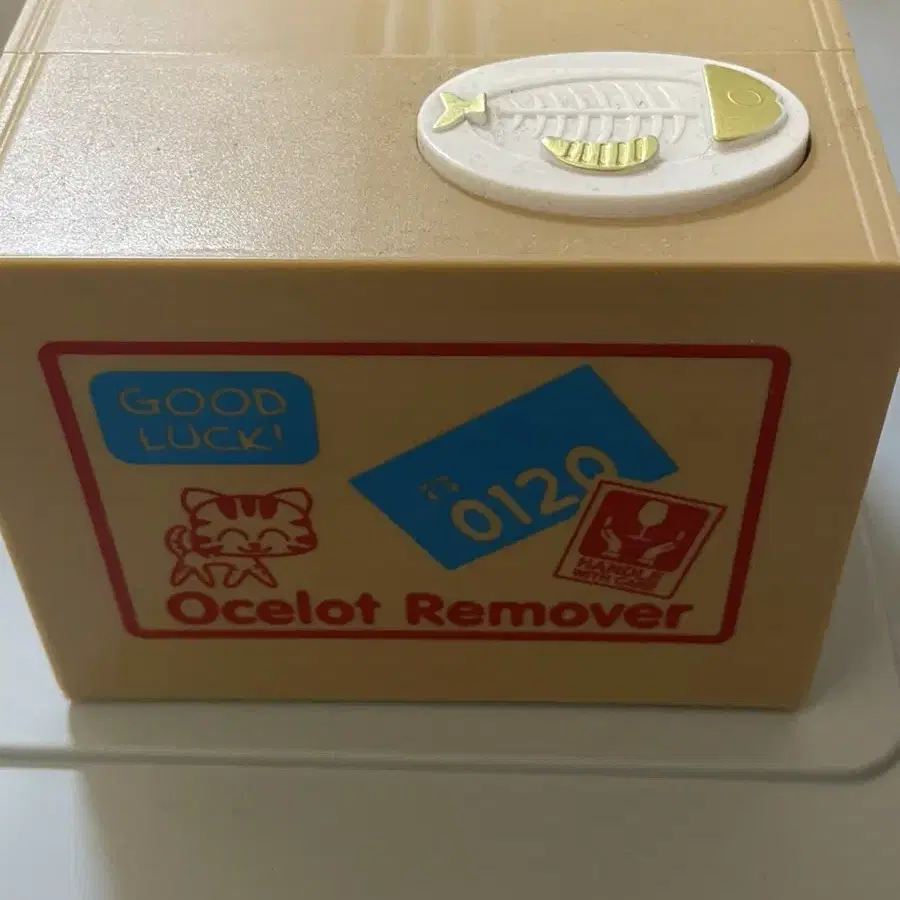 GOOD
LUCK!
0120
HANDLE
WITH CARE
Ocelot Remover